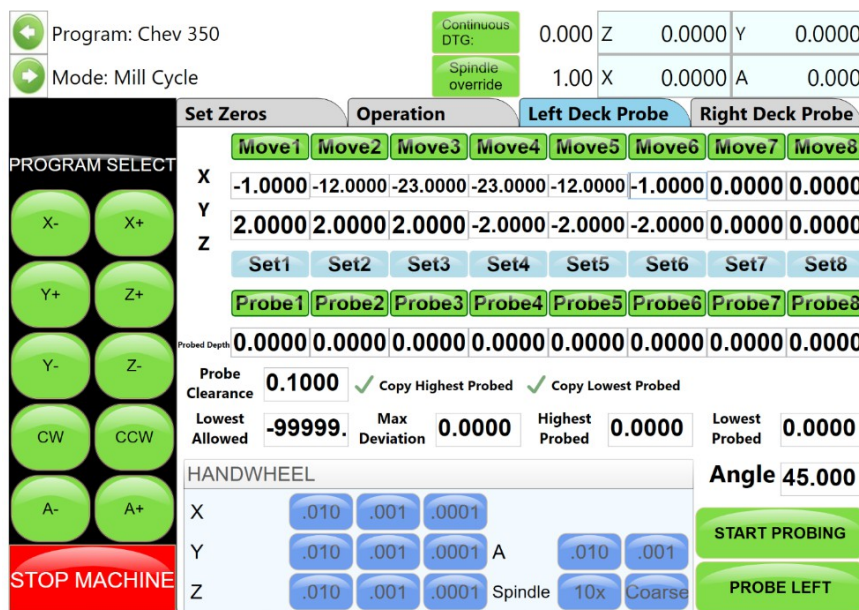 Program: Chev 350 Continuous DTG: 0.000 Z 0.0000 Y 0.0000
Mode: Mill Cycle Spindle override 1.00 X 0.0000 A 0.000
Set Zeros Operation Left Deck Probe Right Deck Probe
PROGRAM SELECT
X- X+
Y+ Z+
Y- Z-
CW CCW
A- A+
STOP MACHINE
Move1 Move2 Move3 Move4 Move5 Move6 Move7 Move8
X -1.0000 -12.0000 -23.0000 -23.0000 -12.0000 -1.0000 0.0000 0.0000
Y 2.0000 2.0000 2.0000 -2.0000 -2.0000 -2.0000 0.0000 0.0000
Z
Set1 Set2 Set3 Set4 Set5 Set6 Set7 Set8
Probe1 Probe2 Probe3 Probe4 Probe5 Probe6 Probe7 Probe8
Probed Depth 0.0000 0.0000 0.0000 0.0000 0.0000 0.0000 0.0000 0.0000
Probe Clearance 0.1000 Copy Highest Probed Copy Lowest Probed
Lowest Allowed -99999. Max Deviation 0.0000 Highest Probed 0.0000 Lowest Probed 0.0000
HANDWHEEL
X .010 .001 .0001
Y .010 .001 .0001 A .010 .001
Z .010 .001 .0001 Spindle 10x Coarse
Angle 45.000
START PROBING
PROBE LEFT